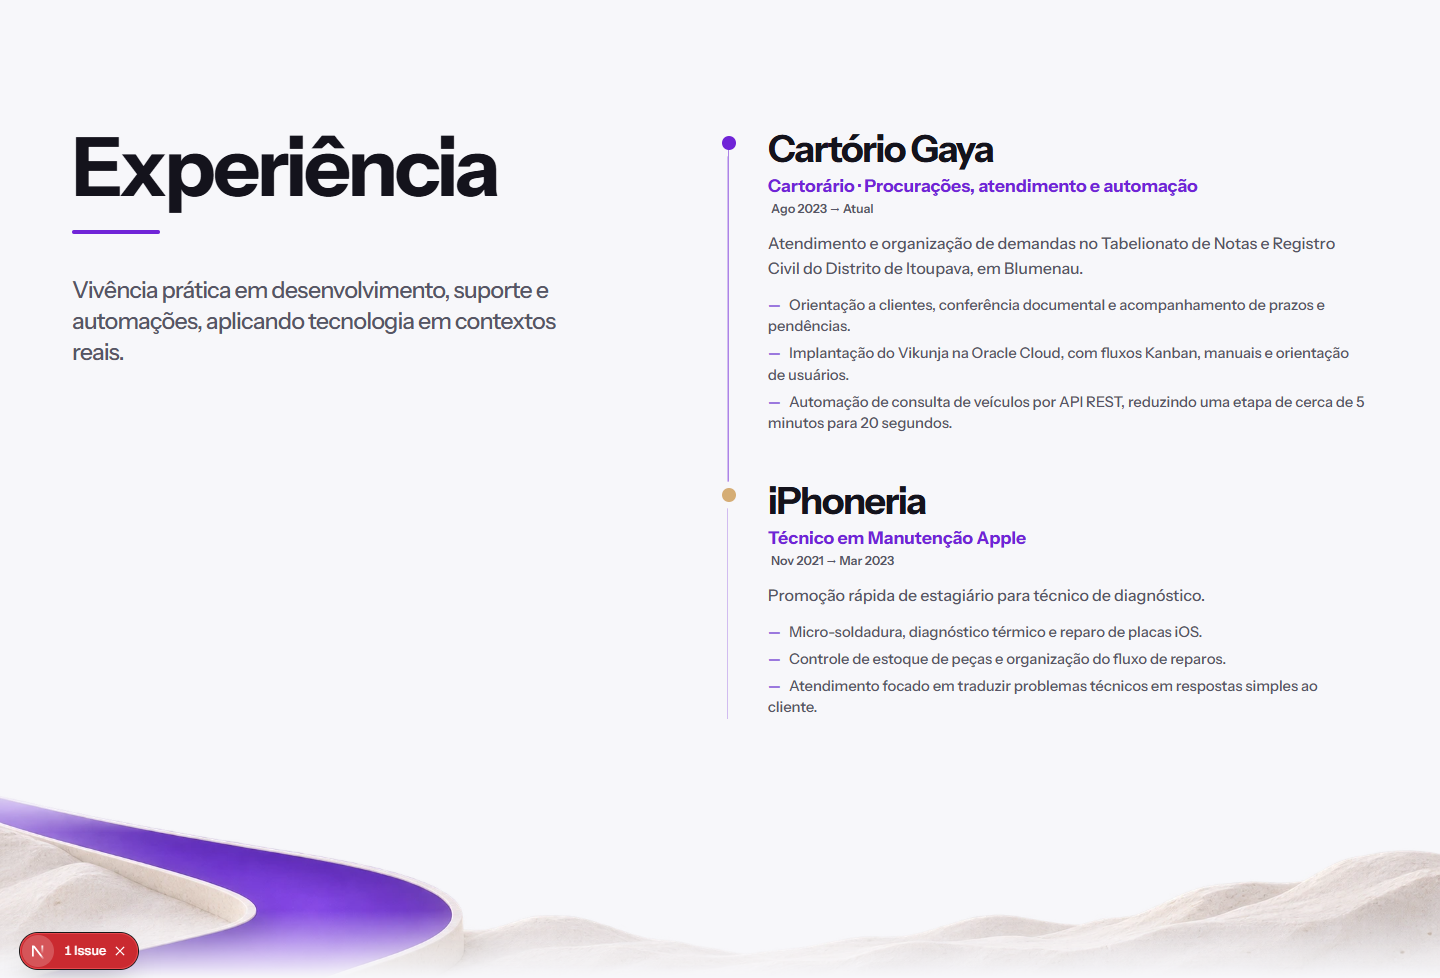 Experiência
Vivência prática em desenvolvimento, suporte e
automações, aplicando tecnologia em contextos
reais.
Cartório Gaya
Cartorário · Procurações, atendimento e automação
Ago 2023 → Atual
Atendimento e organização de demandas no Tabelionato de Notas e Registro
Civil do Distrito de Itoupava, em Blumenau.
— Orientação a clientes, conferência documental e acompanhamento de prazos e
pendências.
— Implantação do Vikunja na Oracle Cloud, com fluxos Kanban, manuais e orientação
de usuários.
— Automação de consulta de veículos por API REST, reduzindo uma etapa de cerca de 5
minutos para 20 segundos.
iPhoneria
Técnico em Manutenção Apple
Nov 2021 → Mar 2023
Promoção rápida de estagiário para técnico de diagnóstico.
— Micro-soldadura, diagnóstico térmico e reparo de placas iOS.
— Controle de estoque de peças e organização do fluxo de reparos.
— Atendimento focado em traduzir problemas técnicos em respostas simples ao
cliente.
N 1 Issue ×